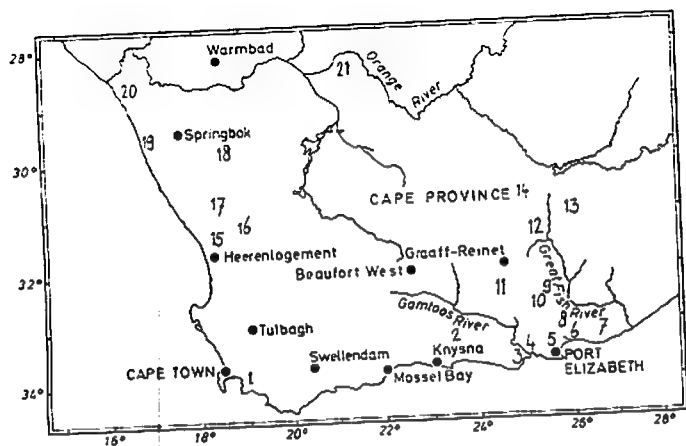 Warmbad
28°
21
Orange
River
20
Springbok
19
18
30°
CAPE PROVINCE 14
13
17
16
12
15
Heerenlogement
Graaff-Reinet
Beaufort West
Great Fish River
32°
11
9
10
Gamtoos River
8
7
2
6
Tulbagh
Knysna
3
4
5
PORT
ELIZABETH
Swellendam
CAPE TOWN
1
Mossel Bay
34°
16°
18°
20°
22°
24°
26°
28°